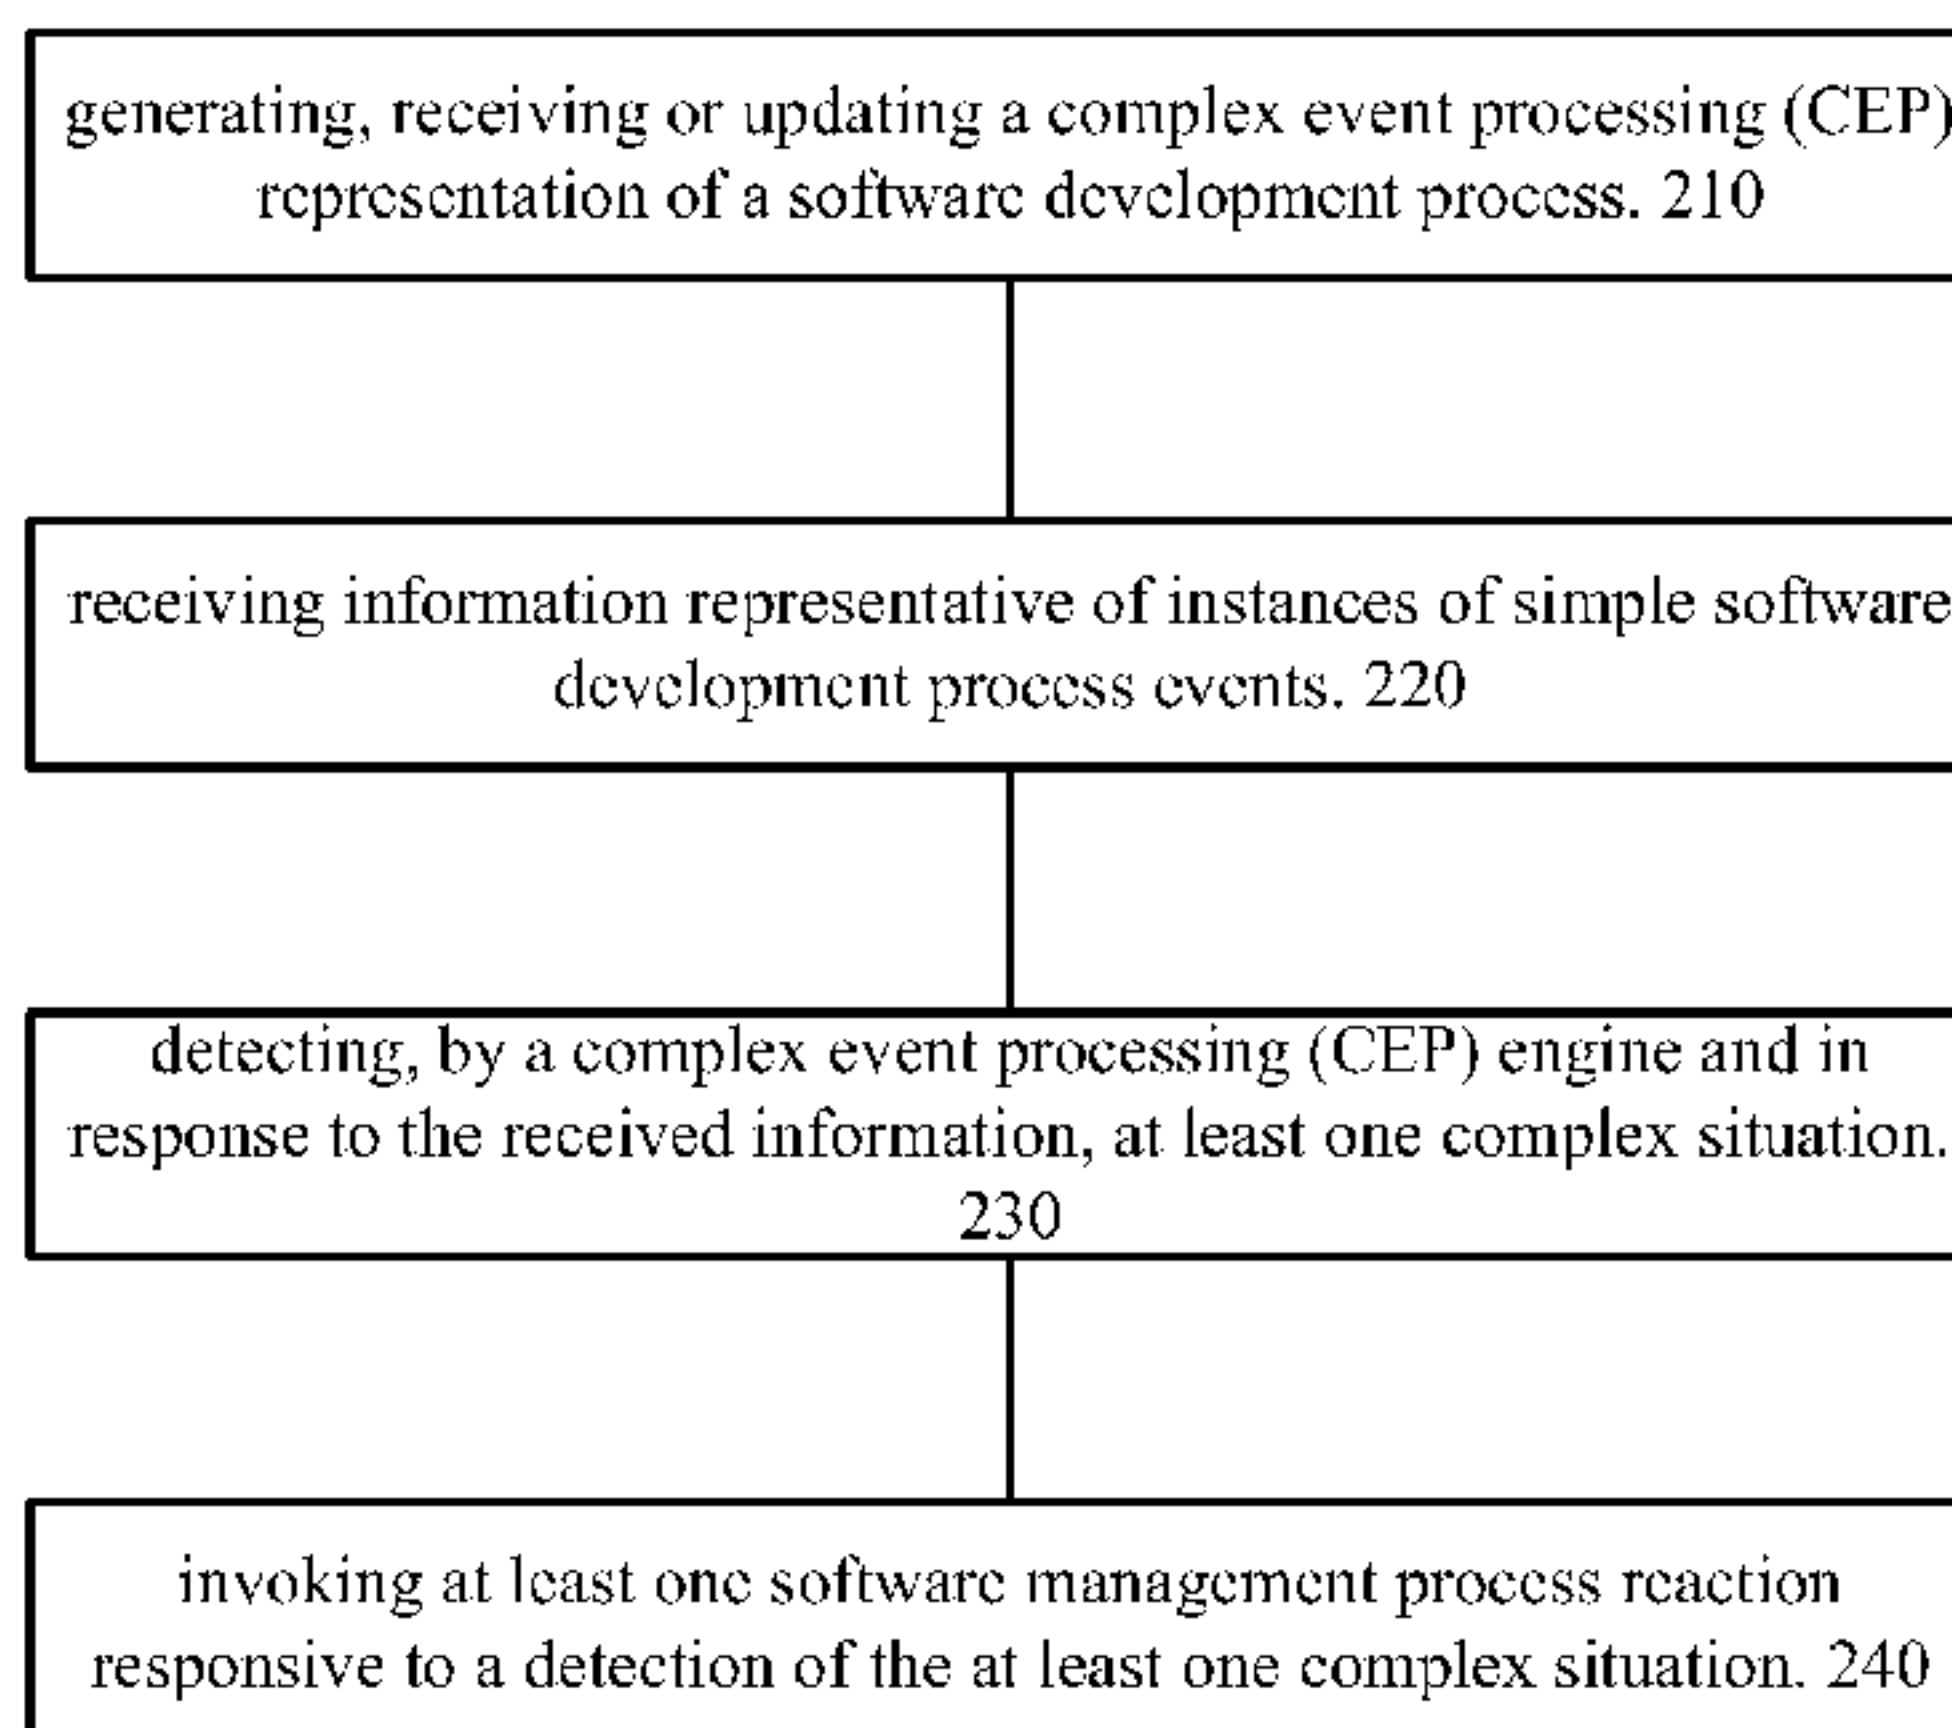 generating, receiving or updating a complex event processing (CEP)
representation of a software development process. 210
receiving information representative of instances of simple software
development process events. 220
detecting, by a complex event processing (CEP) engine and in
response to the received information, at least one complex situation.
230
invoking at least one software management process reaction
responsive to a detection of the at least one complex situation. 240